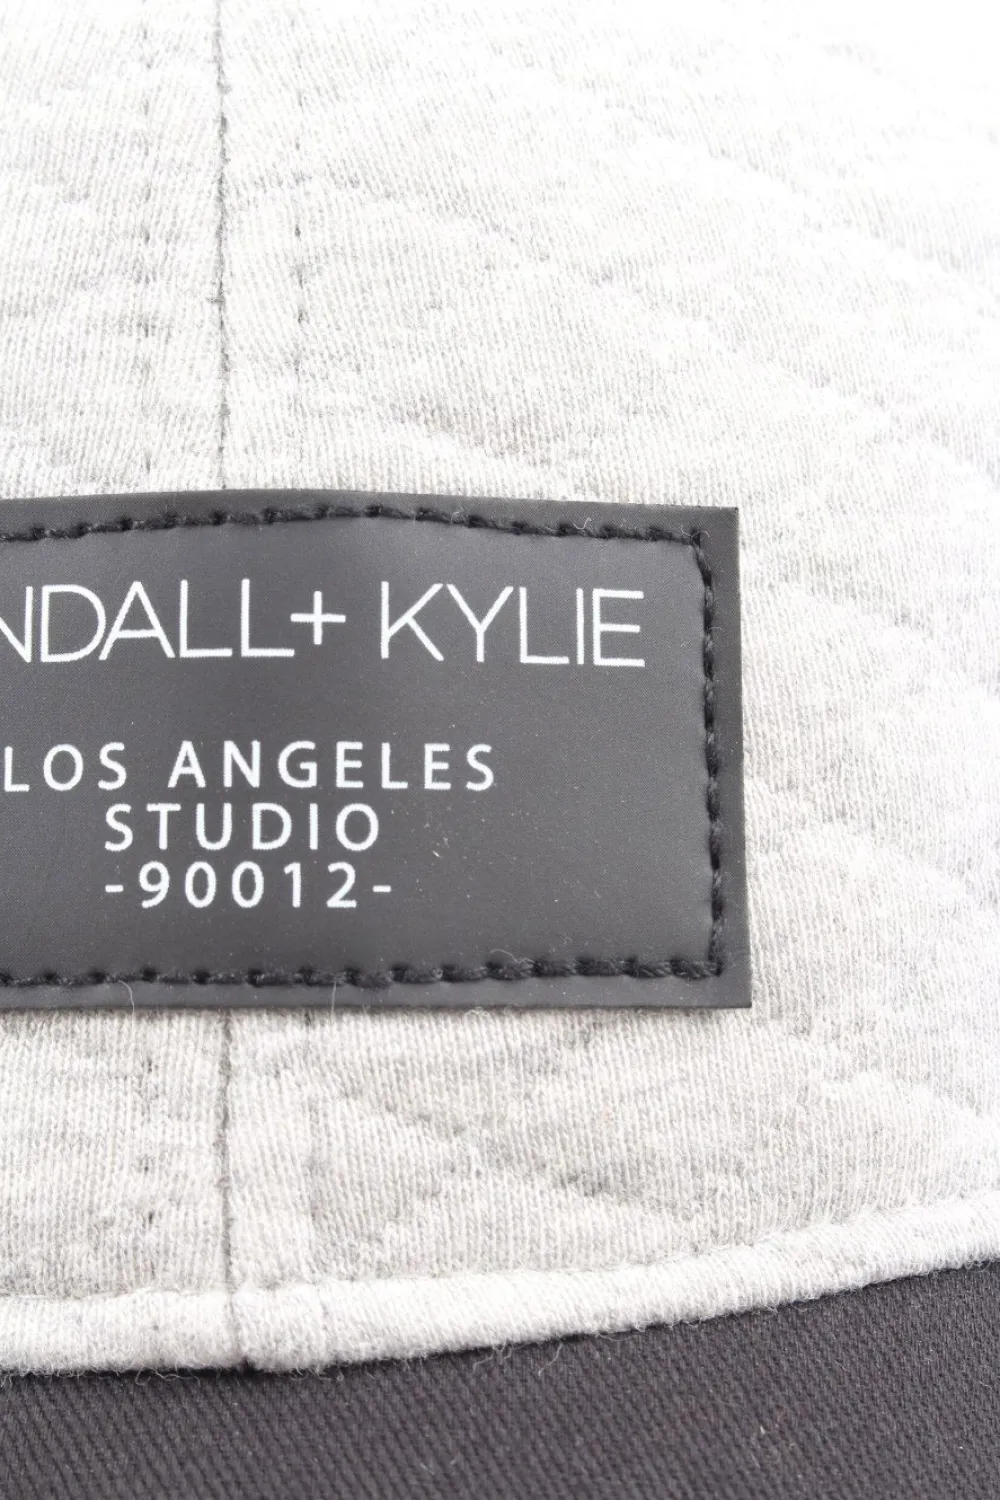 NDALL+ KYLIE
LOS ANGELES
STUDIO
-90012-